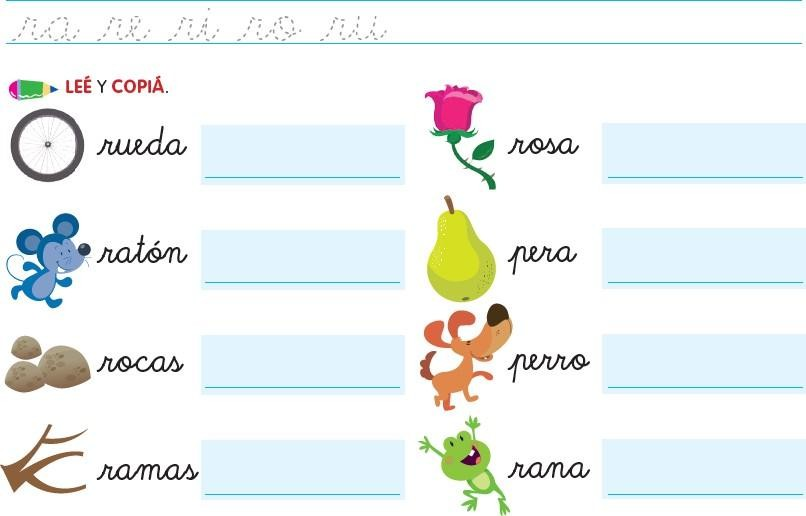 ra re ri ro ru
LEÉ Y COPIÁ.
rueda
rosa
ratón
pera
rocas
perro
ramas
rana